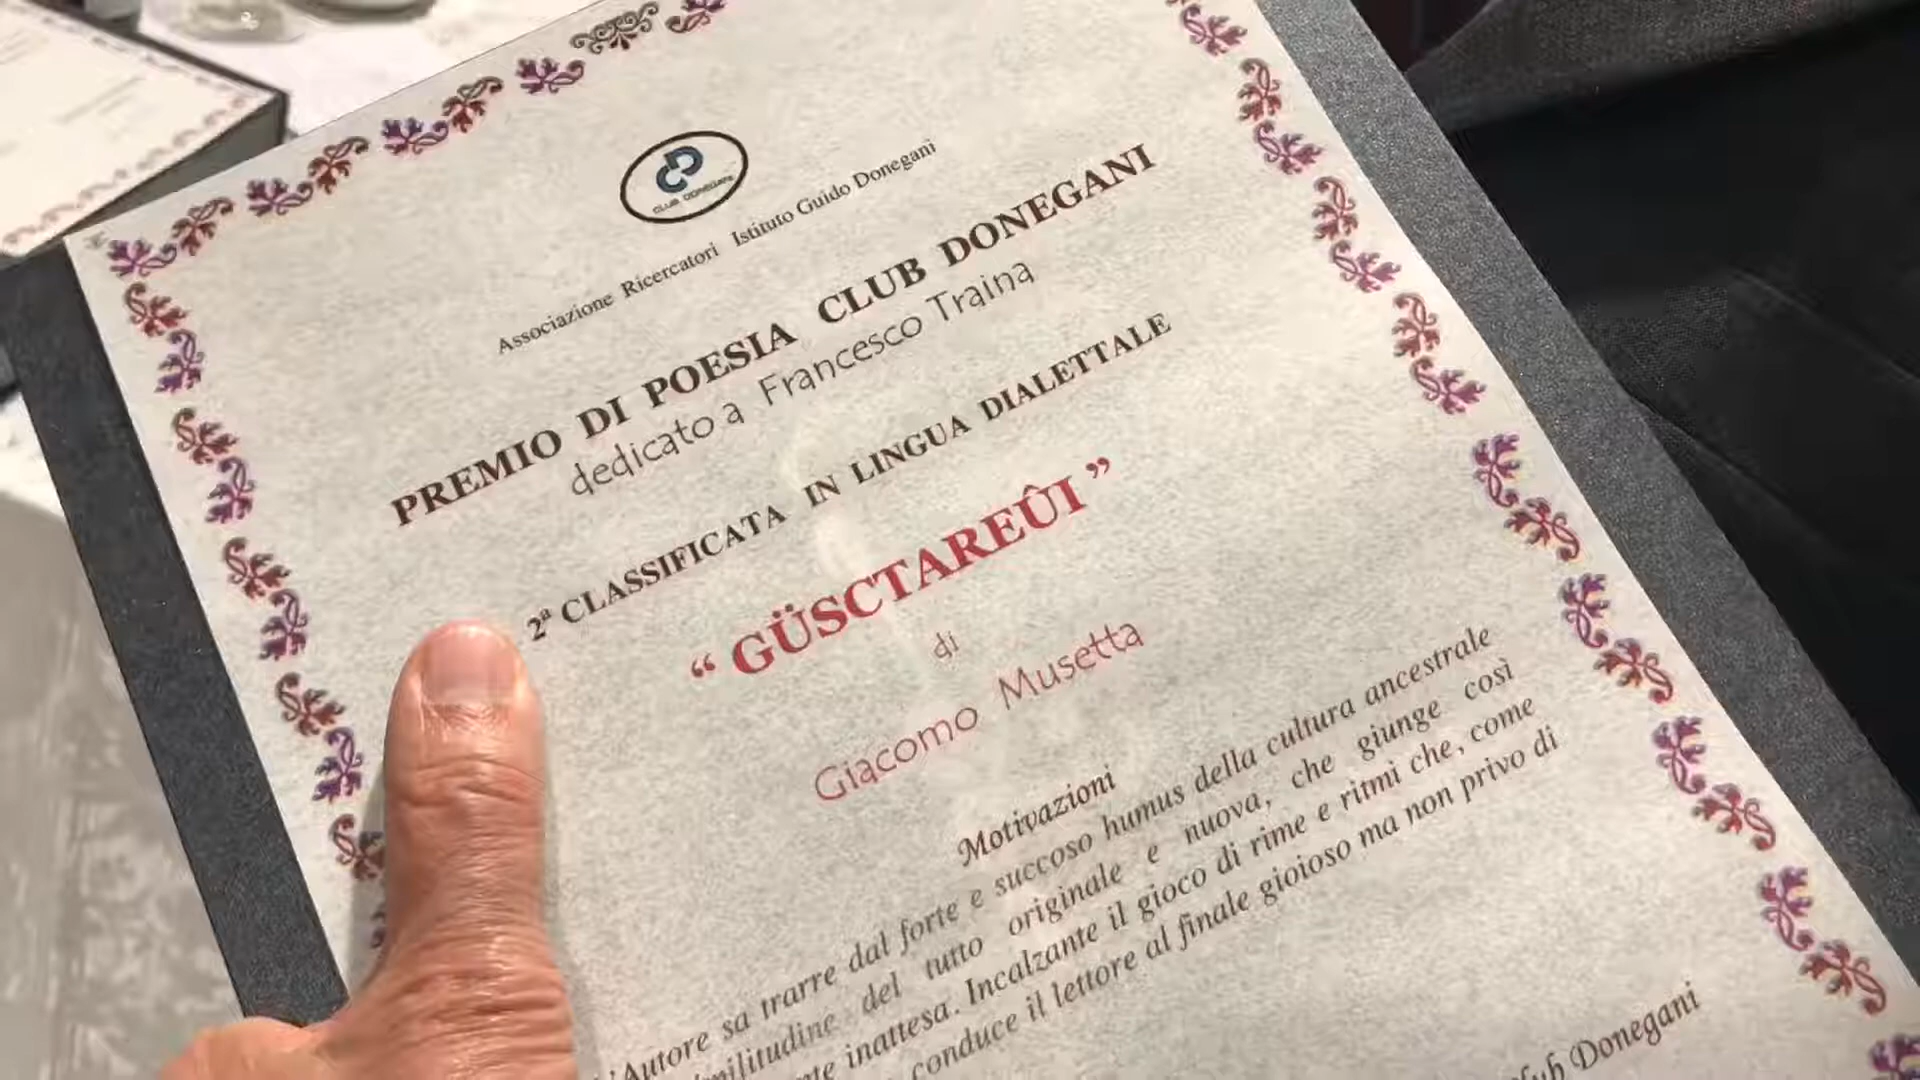 CLUB DONEGANI
Associazione Ricercatori Istituto Guido Donegani
PREMIO DI POESIA CLUB DONEGANI
dedicato a Francesco Traina
2ª CLASSIFICATA IN LINGUA DIALETTALE
“ GÜSCTAREÛI ”
di
Giacomo Musetta
Motivazioni
L'Autore sa trarre dal forte e succoso humus della cultura ancestrale
del tutto originale e nuova, che giunge così
inattesa. Incalzante il gioco di rime e ritmi che, come
conduce il lettore al finale gioioso ma non privo di
Donegani